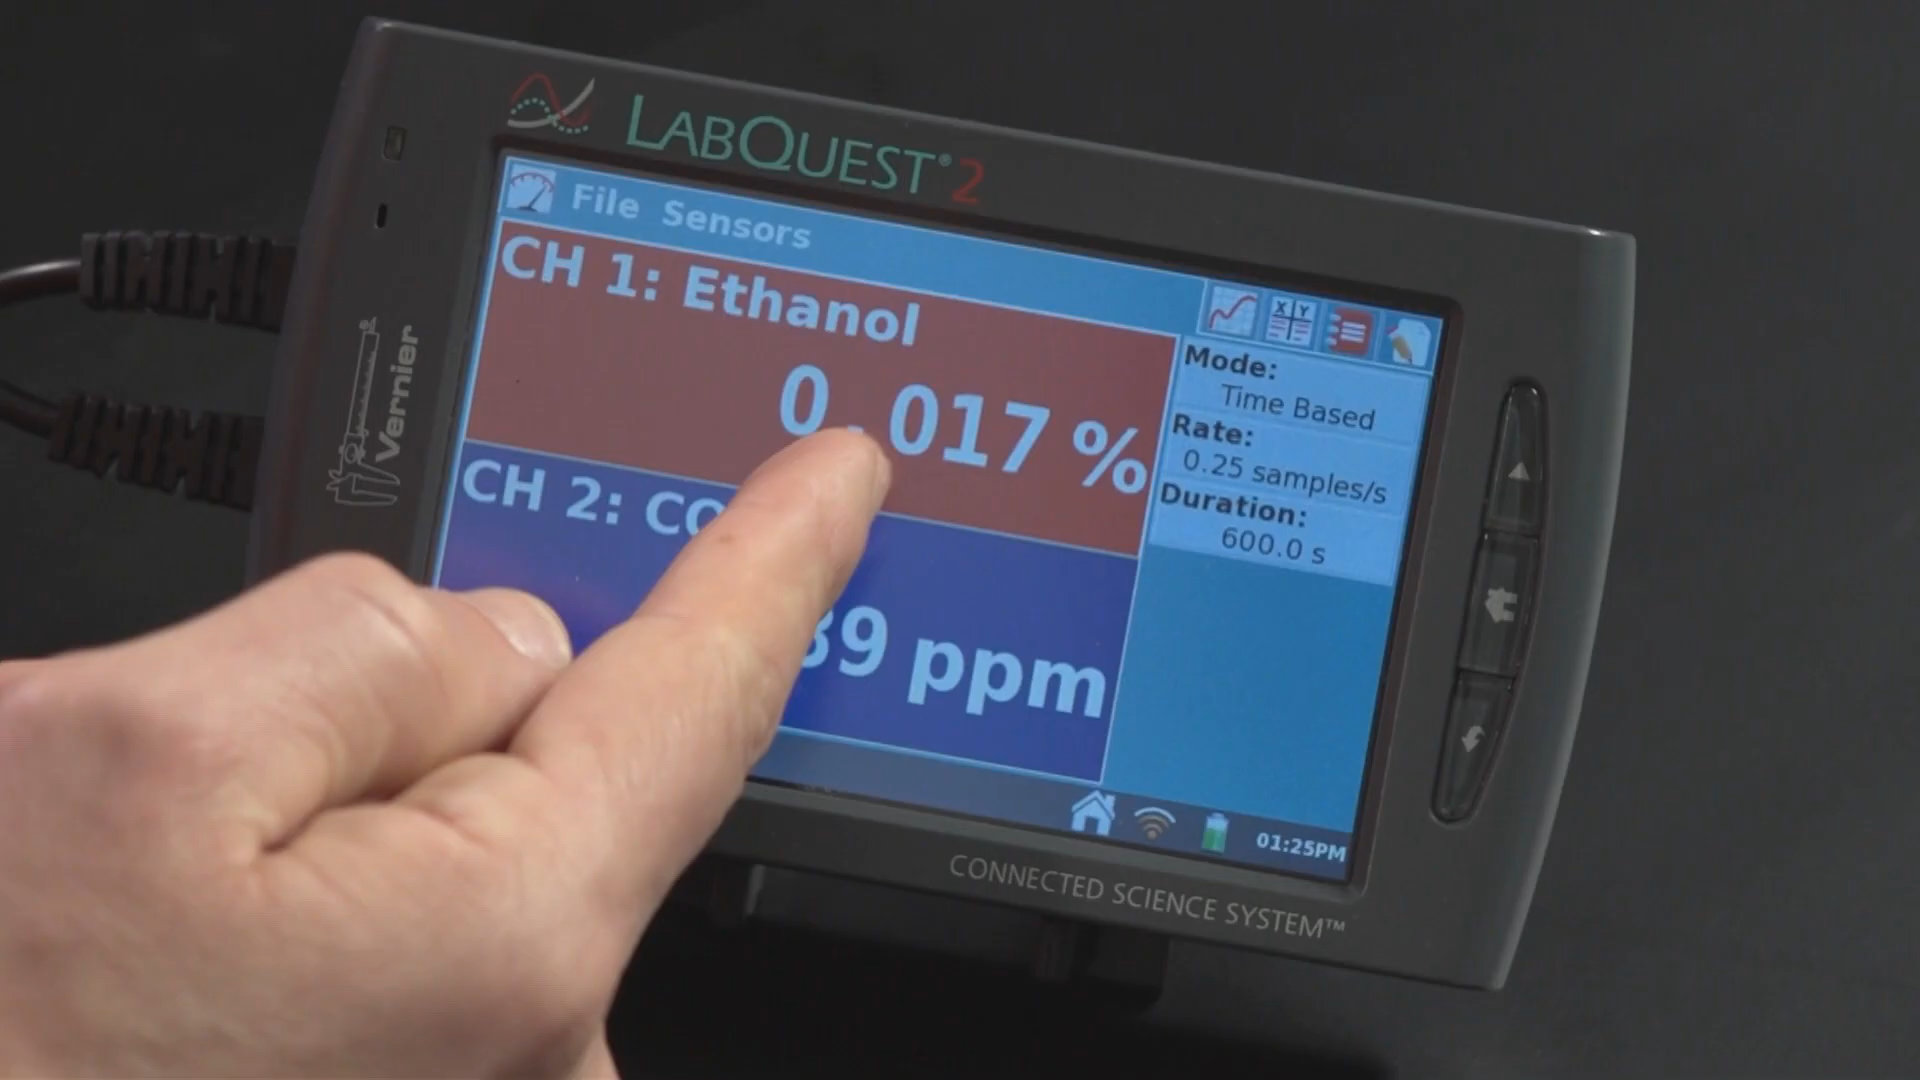 LABQUEST® 2
File Sensors
CH 1: Ethanol
0.017 %
CH 2:
ppm
X Y
Mode:
Time Based
Rate:
0.25 samples/s
Duration:
600.0 s
01:25PM
Vernier
CONNECTED SCIENCE SYSTEM™